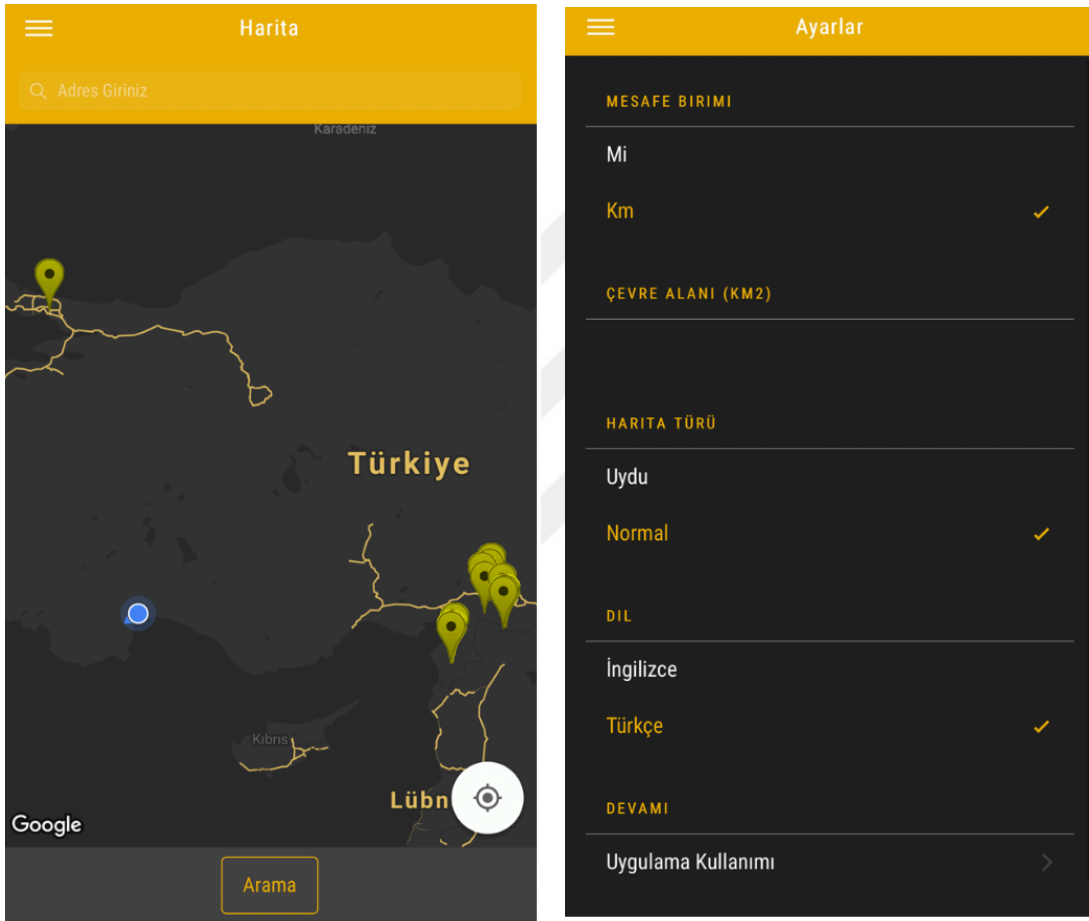 Harita
Adres Giriniz
Karadeniz
Türkiye
Kıbrıs
Lübn
Google
Arama
Ayarlar
MESAFE BIRIMI
Mi
Km
ÇEVRE ALANI (KM2)
HARITA TÜRÜ
Uydu
Normal
DIL
İngilizce
Türkçe
DEVAMI
Uygulama Kullanımı